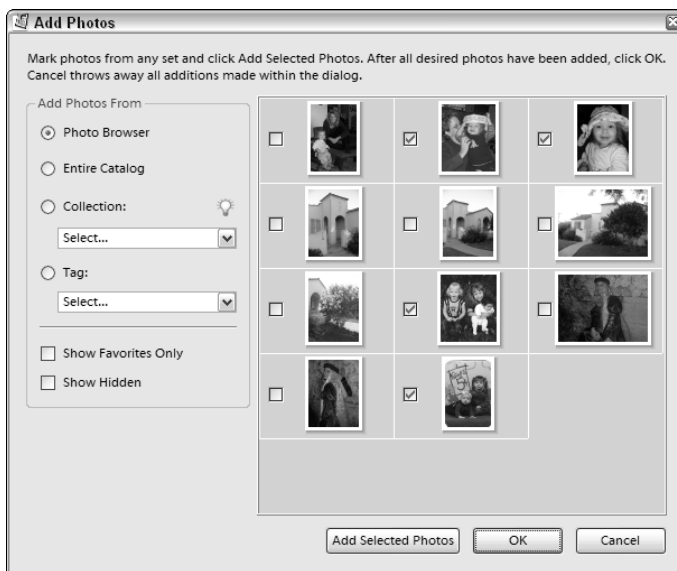 Add Photos
Mark photos from any set and click Add Selected Photos. After all desired photos have been added, click OK.
Cancel throws away all additions made within the dialog.
Add Photos From
Photo Browser
Entire Catalog
Collection:
Select...
Tag:
Select...
Show Favorites Only
Show Hidden
Add Selected Photos
OK
Cancel